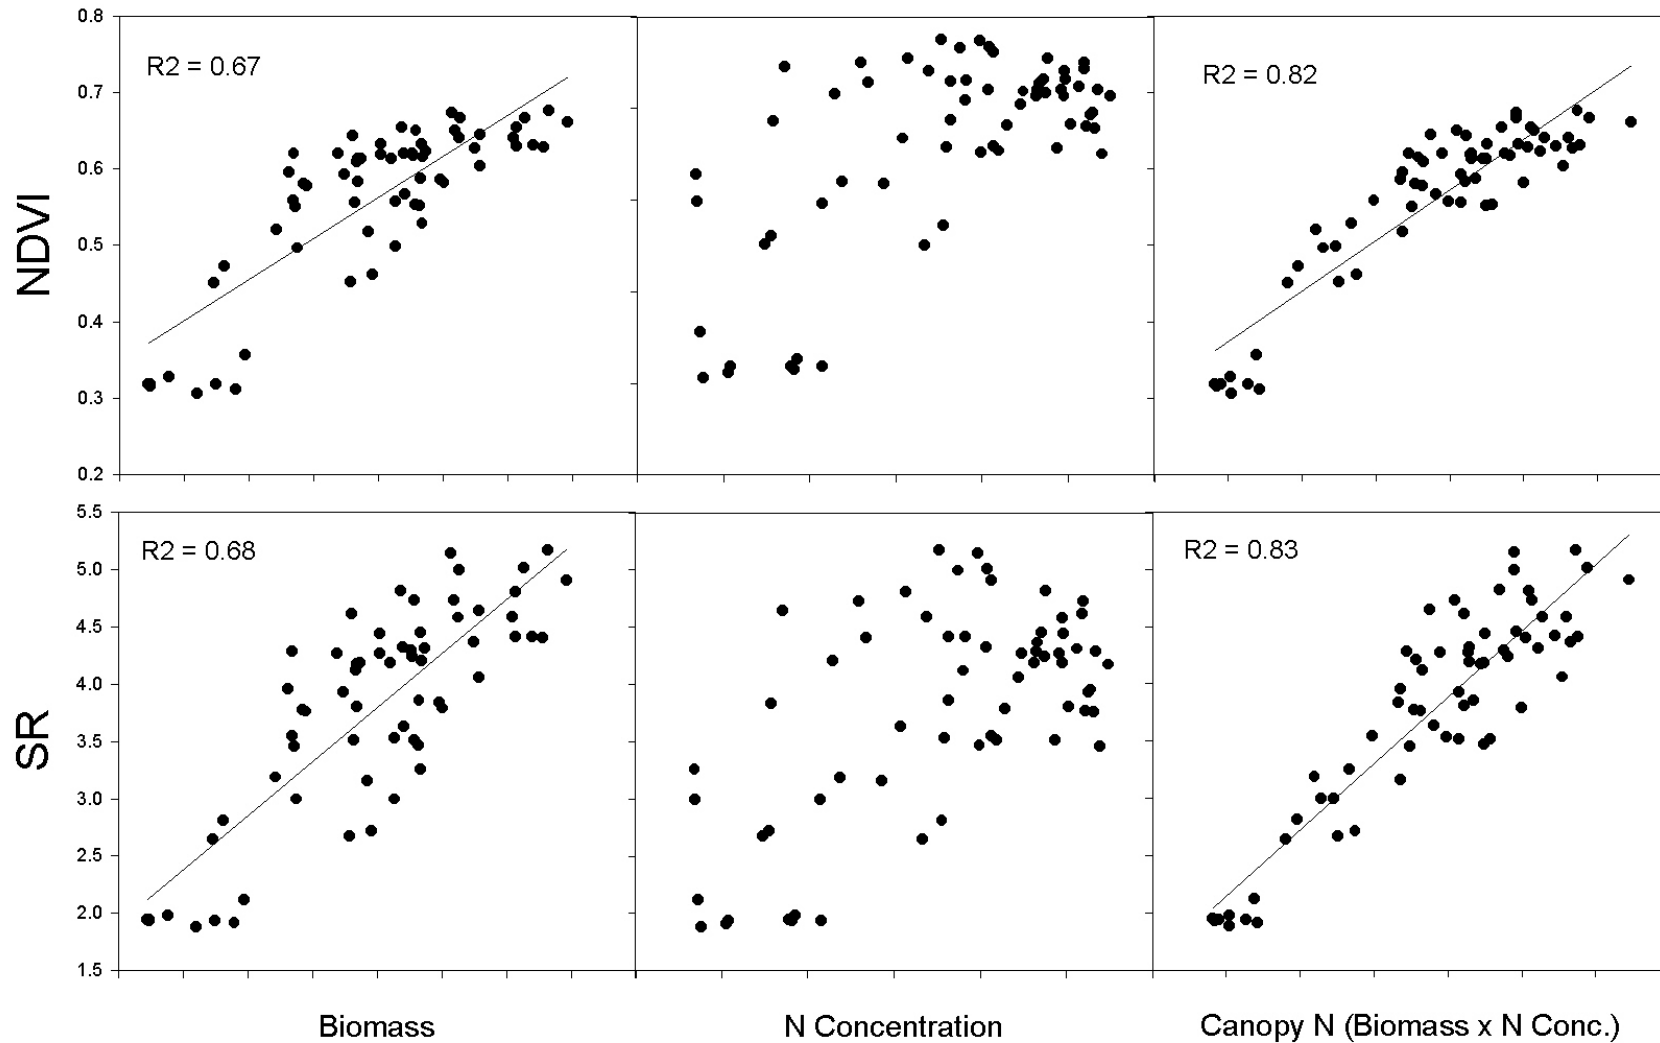 0.8
R2 = 0.67
R2 = 0.82
0.7
0.6
0.5
0.4
0.3
0.2
NDVI
5.5
R2 = 0.68
R2 = 0.83
5.0
4.5
4.0
3.5
3.0
2.5
2.0
1.5
SR
Biomass
N Concentration
Canopy N (Biomass x N Conc.)